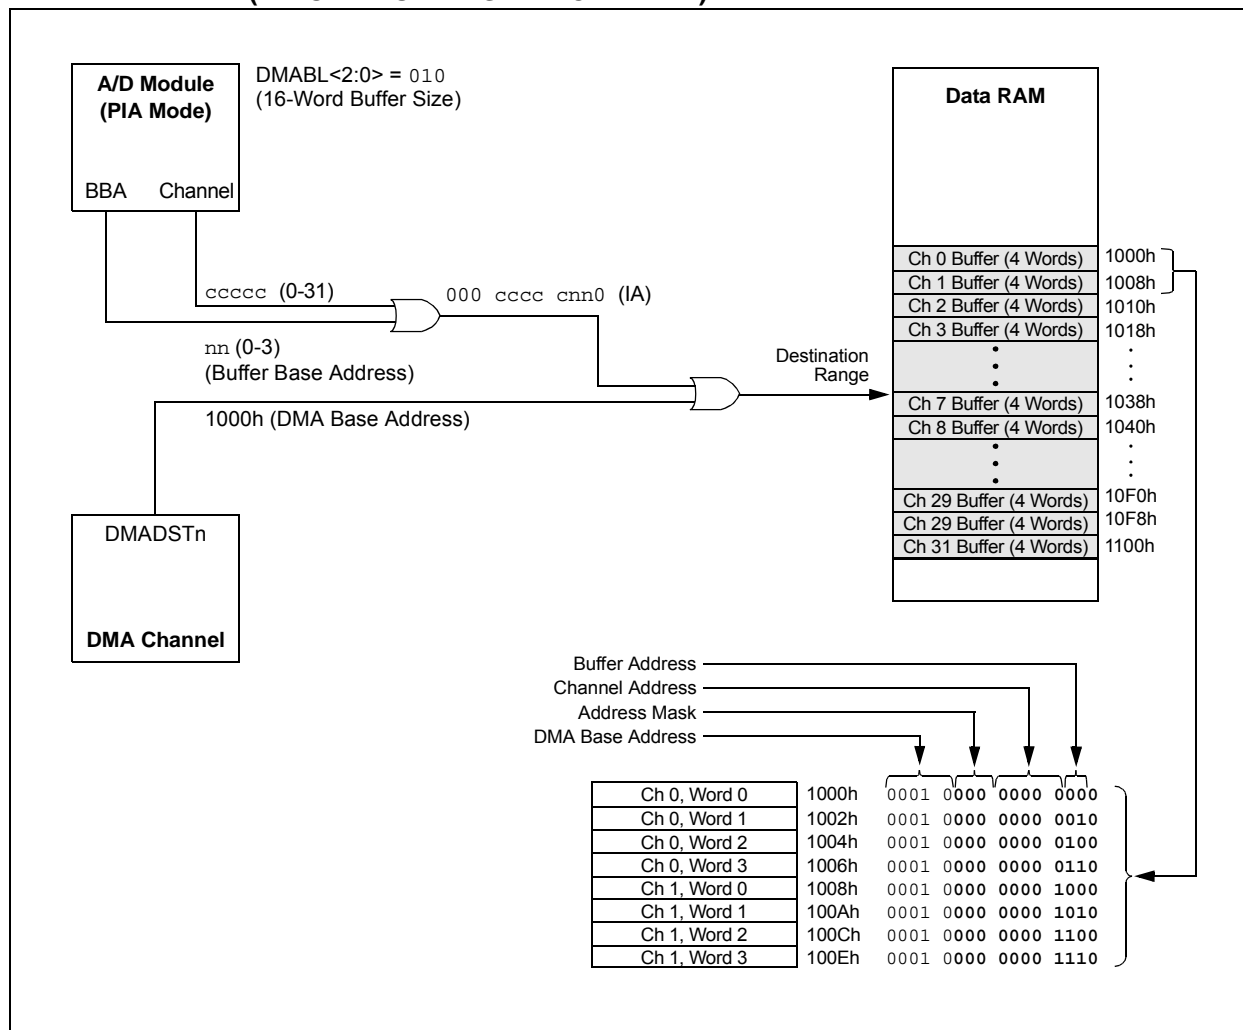 A/D Module
(PIA Mode)
BBA Channel
DMABL<2:0> = 010
(16-Word Buffer Size)
ccccc (0-31)
000 cccc cnn0 (IA)
nn (0-3)
(Buffer Base Address)
1000h (DMA Base Address)
Destination
Range
DMADSTn
DMA Channel
Data RAM
Ch 0 Buffer (4 Words) 1000h
Ch 1 Buffer (4 Words) 1008h
Ch 2 Buffer (4 Words) 1010h
Ch 3 Buffer (4 Words) 1018h
Ch 7 Buffer (4 Words) 1038h
Ch 8 Buffer (4 Words) 1040h
Ch 29 Buffer (4 Words) 10F0h
Ch 29 Buffer (4 Words) 10F8h
Ch 31 Buffer (4 Words) 1100h
Buffer Address
Channel Address
Address Mask
DMA Base Address
Ch 0, Word 0 1000h 0001 0000 0000 0000
Ch 0, Word 1 1002h 0001 0000 0000 0010
Ch 0, Word 2 1004h 0001 0000 0000 0100
Ch 0, Word 3 1006h 0001 0000 0000 0110
Ch 1, Word 0 1008h 0001 0000 0000 1000
Ch 1, Word 1 100Ah 0001 0000 0000 1010
Ch 1, Word 2 100Ch 0001 0000 0000 1100
Ch 1, Word 3 100Eh 0001 0000 0000 1110